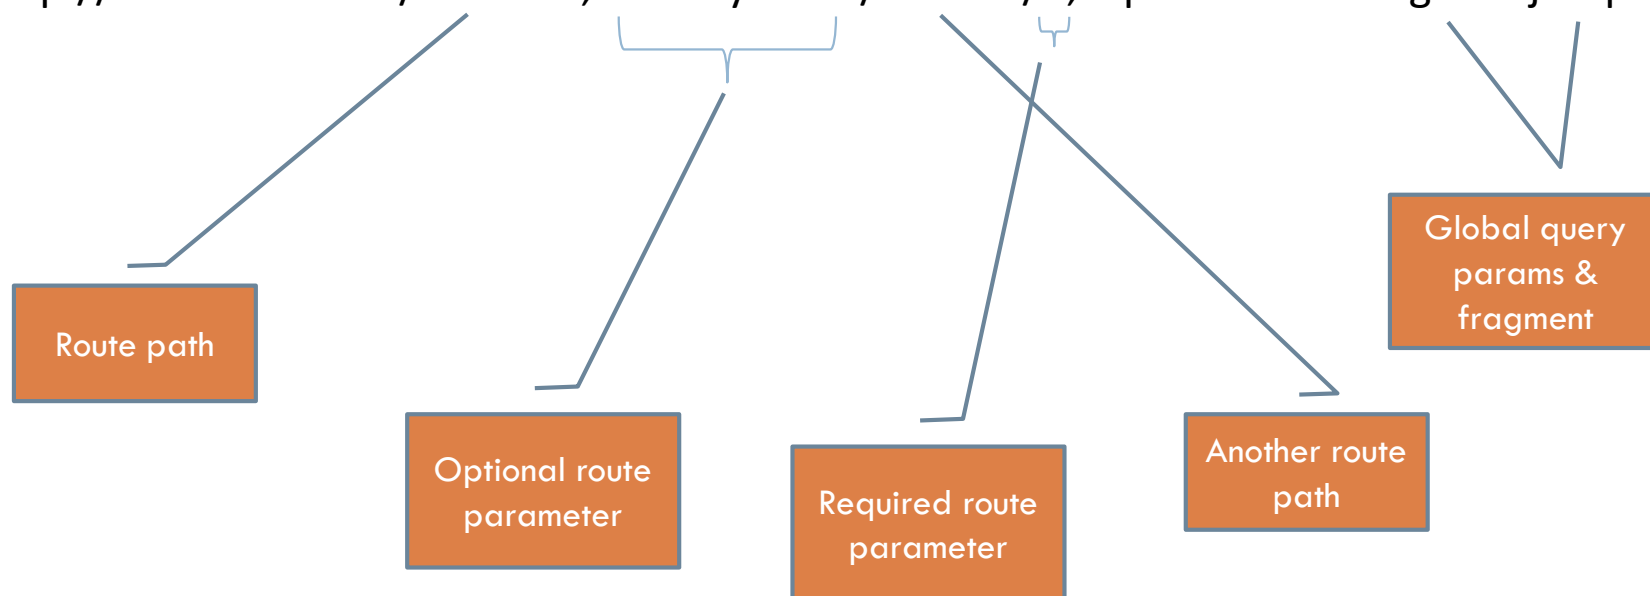 Global query
params &
fragment
Route path
Another route
path
Optional route
parameter
Required route
parameter